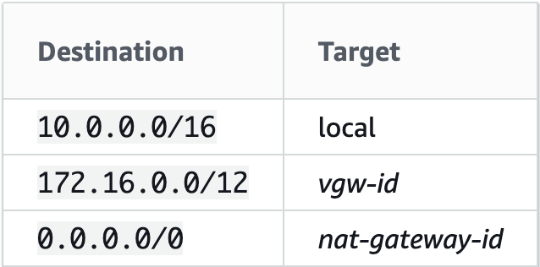 Destination Target
10.0.0.0/16 local
172.16.0.0/12 vgw-id
0.0.0.0/0 nat-gateway-id